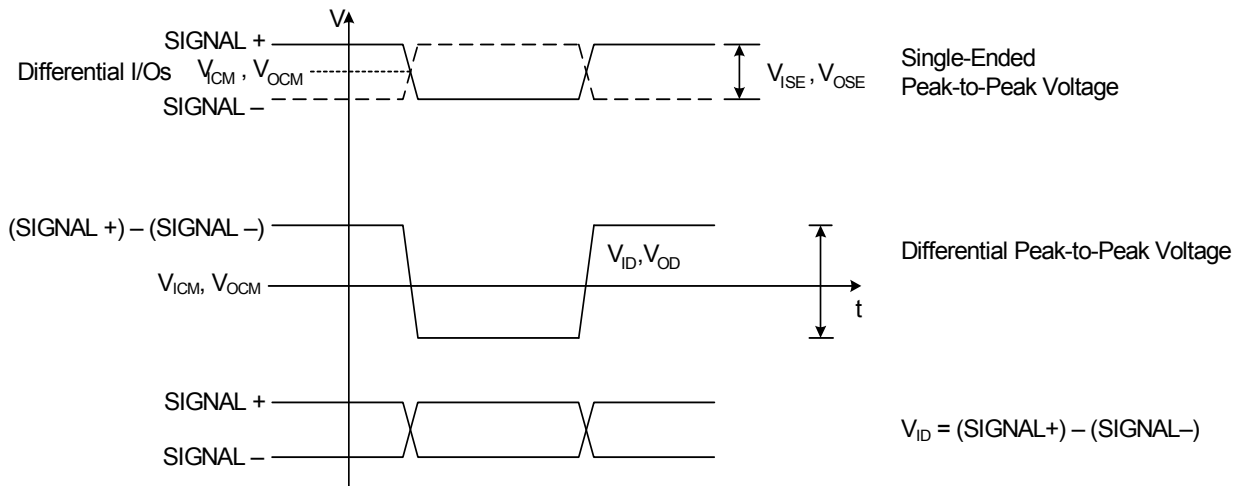 V
SIGNAL +
Differential I/Os V_ICM , V_OCM
SIGNAL –
V_ISE , V_OSE
Single-Ended
Peak-to-Peak Voltage
(SIGNAL +) – (SIGNAL –)
V_ID, V_OD
Differential Peak-to-Peak Voltage
V_ICM, V_OCM
t
SIGNAL +
SIGNAL –
V_ID = (SIGNAL+) – (SIGNAL–)